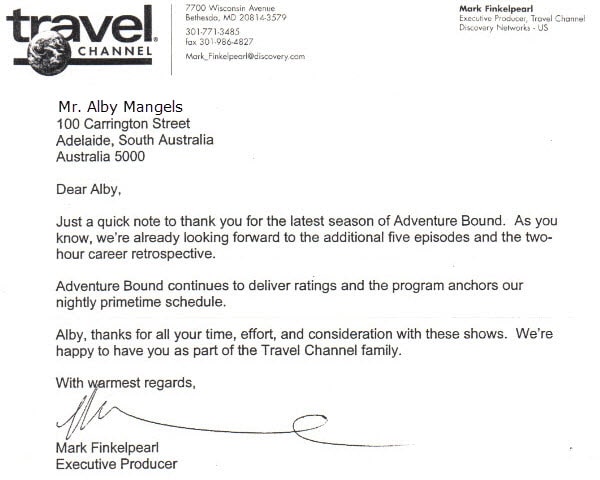 travel
CHANNEL
7700 Wisconsin Avenue
Bethesda, MD 20814-3579
301-771-3485
fax 301-986-4827
Mark_Finkelpearl@discovery.com
Mark Finkelpearl
Executive Producer, Travel Channel
Discovery Networks - US
Mr. Alby Mangels
100 Carrington Street
Adelaide, South Australia
Australia 5000
Dear Alby,
Just a quick note to thank you for the latest season of Adventure Bound. As you
know, we're already looking forward to the additional five episodes and the two-
hour career retrospective.
Adventure Bound continues to deliver ratings and the program anchors our
nightly primetime schedule.
Alby, thanks for all your time, effort, and consideration with these shows. We're
happy to have you as part of the Travel Channel family.
With warmest regards,
Mark Finkelpearl
Executive Producer